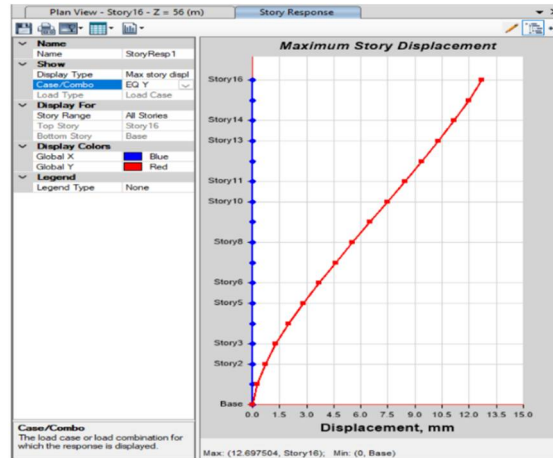 Plan View - Story16 - Z = 56 (m)
Story Response
Name
Name StoryResp1
Show
Display Type Max story displ
Case/Combo EQ Y
Load Type Load Case
Display For
Story Range All Stories
Top Story Story16
Bottom Story Base
Display Colors
Global X Blue
Global Y Red
Legend
Legend Type None
Case/Combo
The load case or load combination for
which the response is displayed.
Maximum Story Displacement
Story16
Story14
Story13
Story11
Story10
Story8
Story6
Story5
Story3
Story2
Base
0.0 1.5 3.0 4.5 6.0 7.5 9.0 10.5 12.0 13.5 15.0
Displacement, mm
Max: (12.697504, Story16); Min: (0, Base)